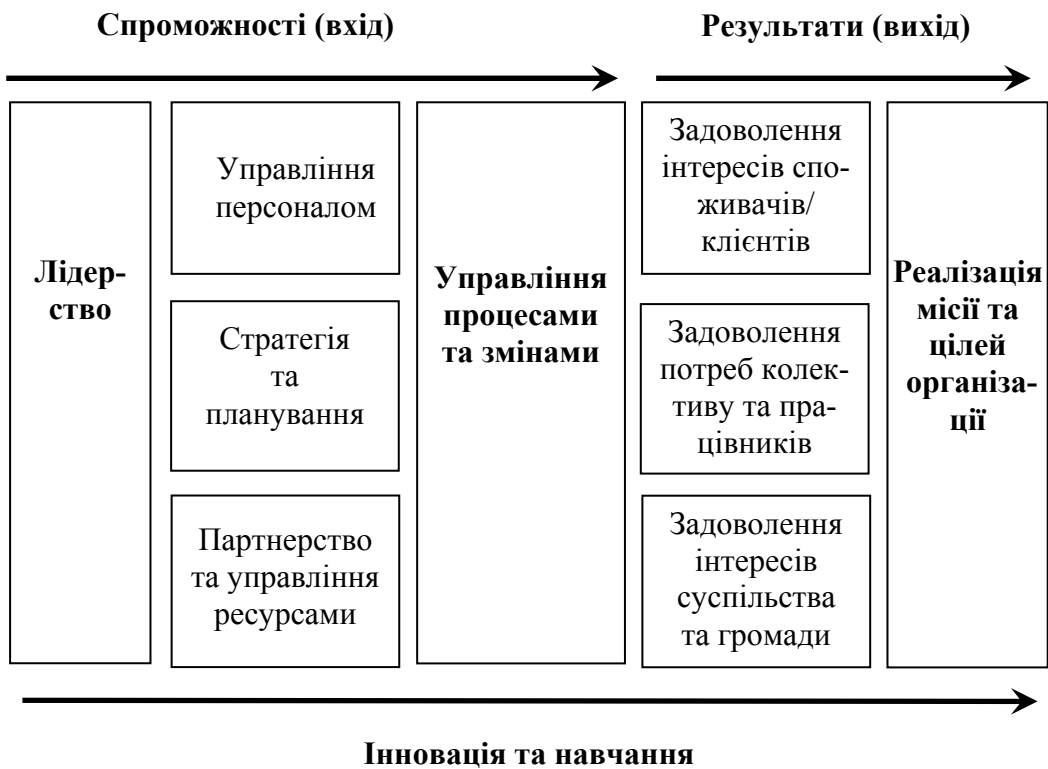 Спроможності (вхід)
Результати (вихід)
Лідер-
ство
Управління
персоналом
Стратегія
та
планування
Партнерство
та управління
ресурсами
Управління
процесами
та змінами
Задоволення
інтересів спо-
живачів/
клієнтів
Задоволення
потреб колек-
тиву та пра-
цівників
Задоволення
інтересів
суспільства
та громади
Реалізація
місії та
цілей
організа-
ції
Інновація та навчання